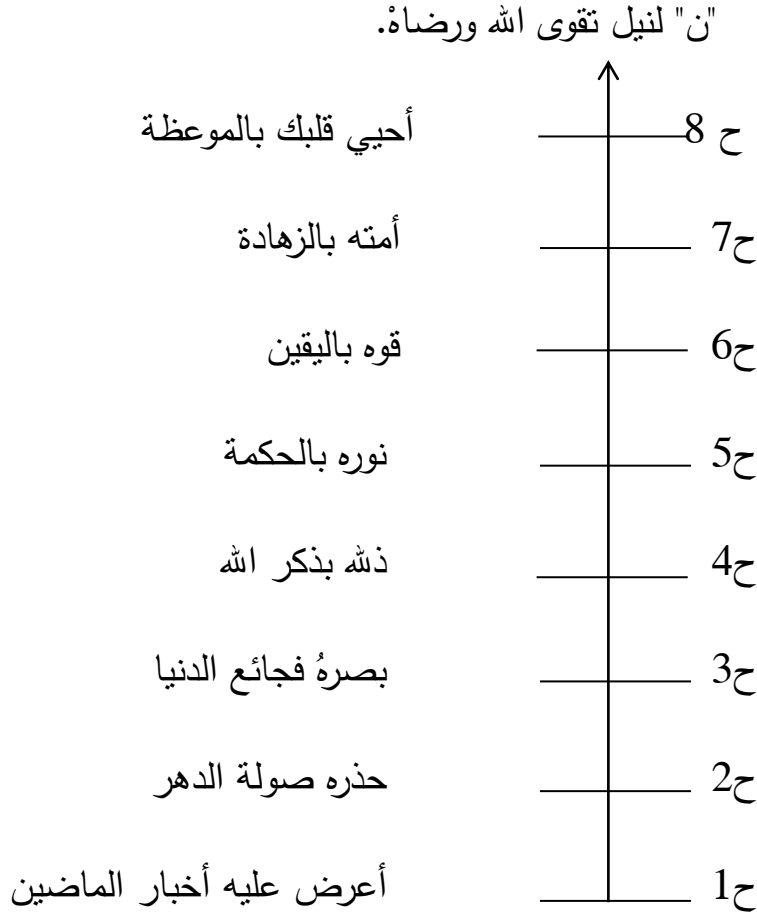 "ن" لنيل تقوى الله ورضاهْ.
ح 8 أحيي قلبك بالموعظة
ح7 أمته بالزهادة
ح6 قوه باليقين
ح5 نوره بالحكمة
ح4 ذلله بذكر الله
ح3 بصرهُ فجائع الدنيا
ح2 حذره صولة الدهر
ح1 أعرض عليه أخبار الماضين